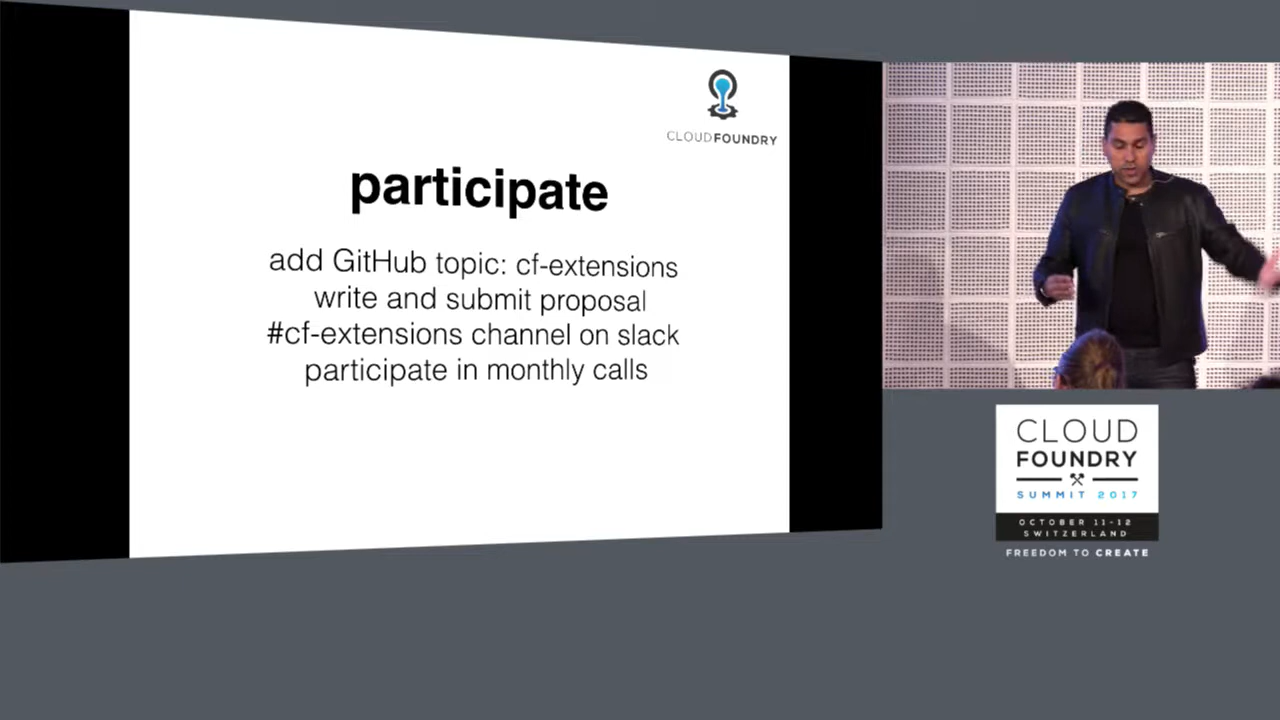 CLOUDFOUNDRY
participate
add GitHub topic: cf-extensions
write and submit proposal
#cf-extensions channel on slack
participate in monthly calls
CLOUD
FOUNDRY
SUMMIT 2017
OCTOBER 11-12
SWITZERLAND
FREEDOM TO CREATE